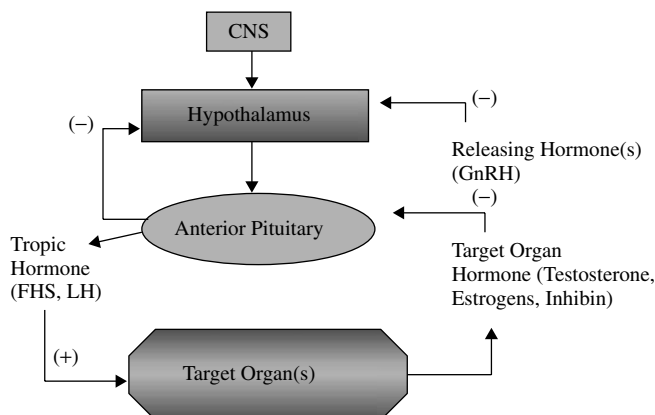 CNS
(−)
Hypothalamus
(−)
Releasing Hormone(s)
(GnRH)
(−)
Anterior Pituitary
Tropic
Hormone
(FHS, LH)
Target Organ
Hormone (Testosterone,
Estrogens, Inhibin)
(+)
Target Organ(s)